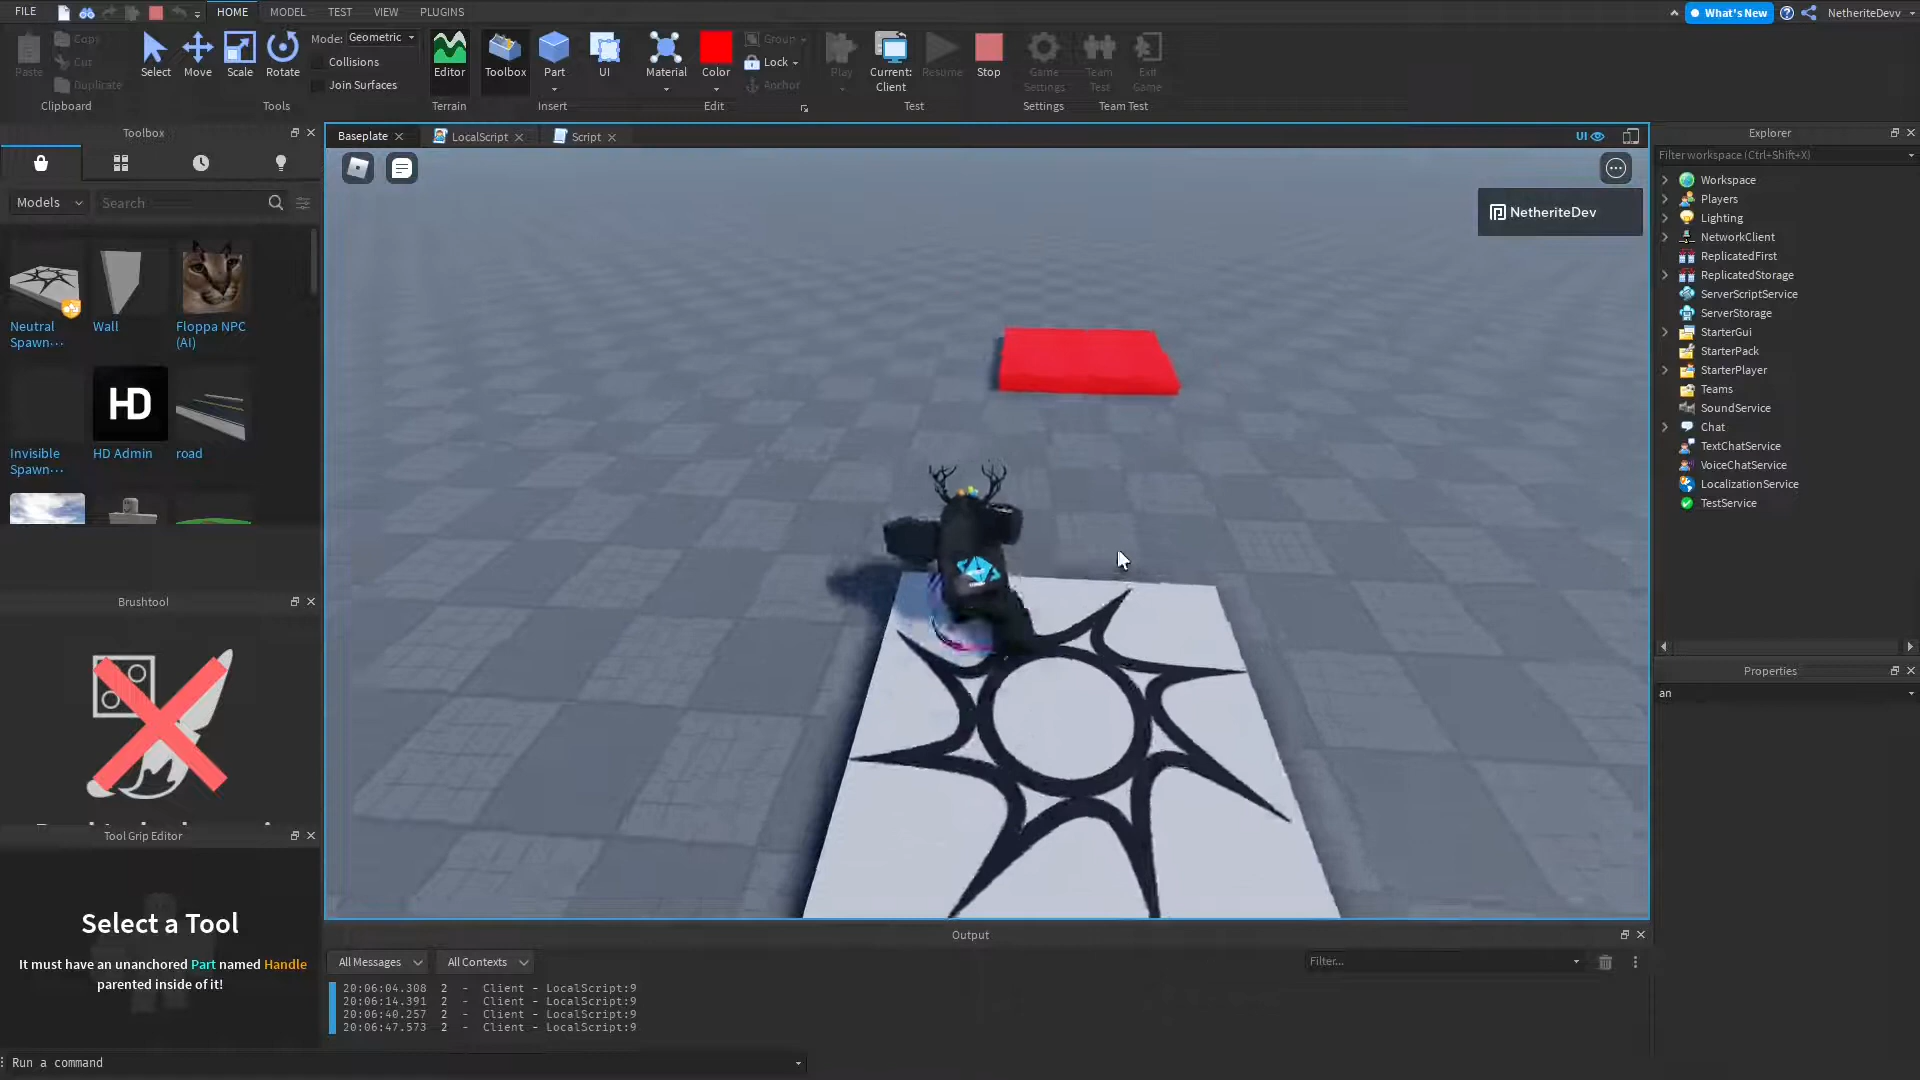 FILE
HOME
MODEL
TEST
VIEW
PLUGINS
What's New
NetheriteDevv
Paste
Copy
Cut
Duplicate
Clipboard
Select
Move
Scale
Rotate
Mode: Geometric
Collisions
Join Surfaces
Tools
Editor
Terrain
Toolbox
Part
UI
Insert
Material
Color
Group
Lock
Anchor
Edit
Play
Current:
Client
Resume
Stop
Test
Game
Settings
Settings
Team
Test
Exit
Game
Team Test
Toolbox
Models
Search
Neutral
Spawn...
Wall
Floppa NPC
(AI)
Invisible
Spawn...
HD
HD Admin
road
Brushtool
Tool Grip Editor
Select a Tool
It must have an unanchored Part named Handle
parented inside of it!
Baseplate
LocalScript
Script
UI
NetheriteDev
Explorer
Filter workspace (Ctrl+Shift+X)
Workspace
Players
Lighting
NetworkClient
ReplicatedFirst
ReplicatedStorage
ServerScriptService
ServerStorage
StarterGui
StarterPack
StarterPlayer
Teams
SoundService
Chat
TextChatService
VoiceChatService
LocalizationService
TestService
Properties
an
Output
All Messages
All Contexts
Filter...
20:06:04.308 2 - Client - LocalScript:9
20:06:14.391 2 - Client - LocalScript:9
20:06:40.257 2 - Client - LocalScript:9
20:06:47.573 2 - Client - LocalScript:9
Run a command